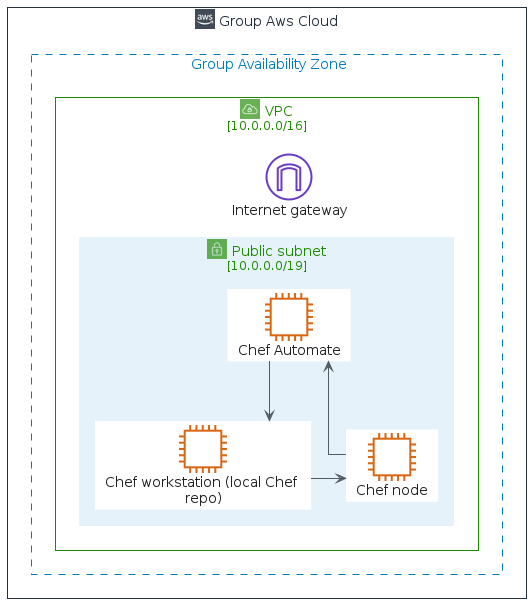 aws
Group Aws Cloud
Group Availability Zone
VPC
[10.0.0.0/16]
Internet gateway
Public subnet
[10.0.0.0/19]
Chef Automate
Chef workstation (local Chef
repo)
Chef node